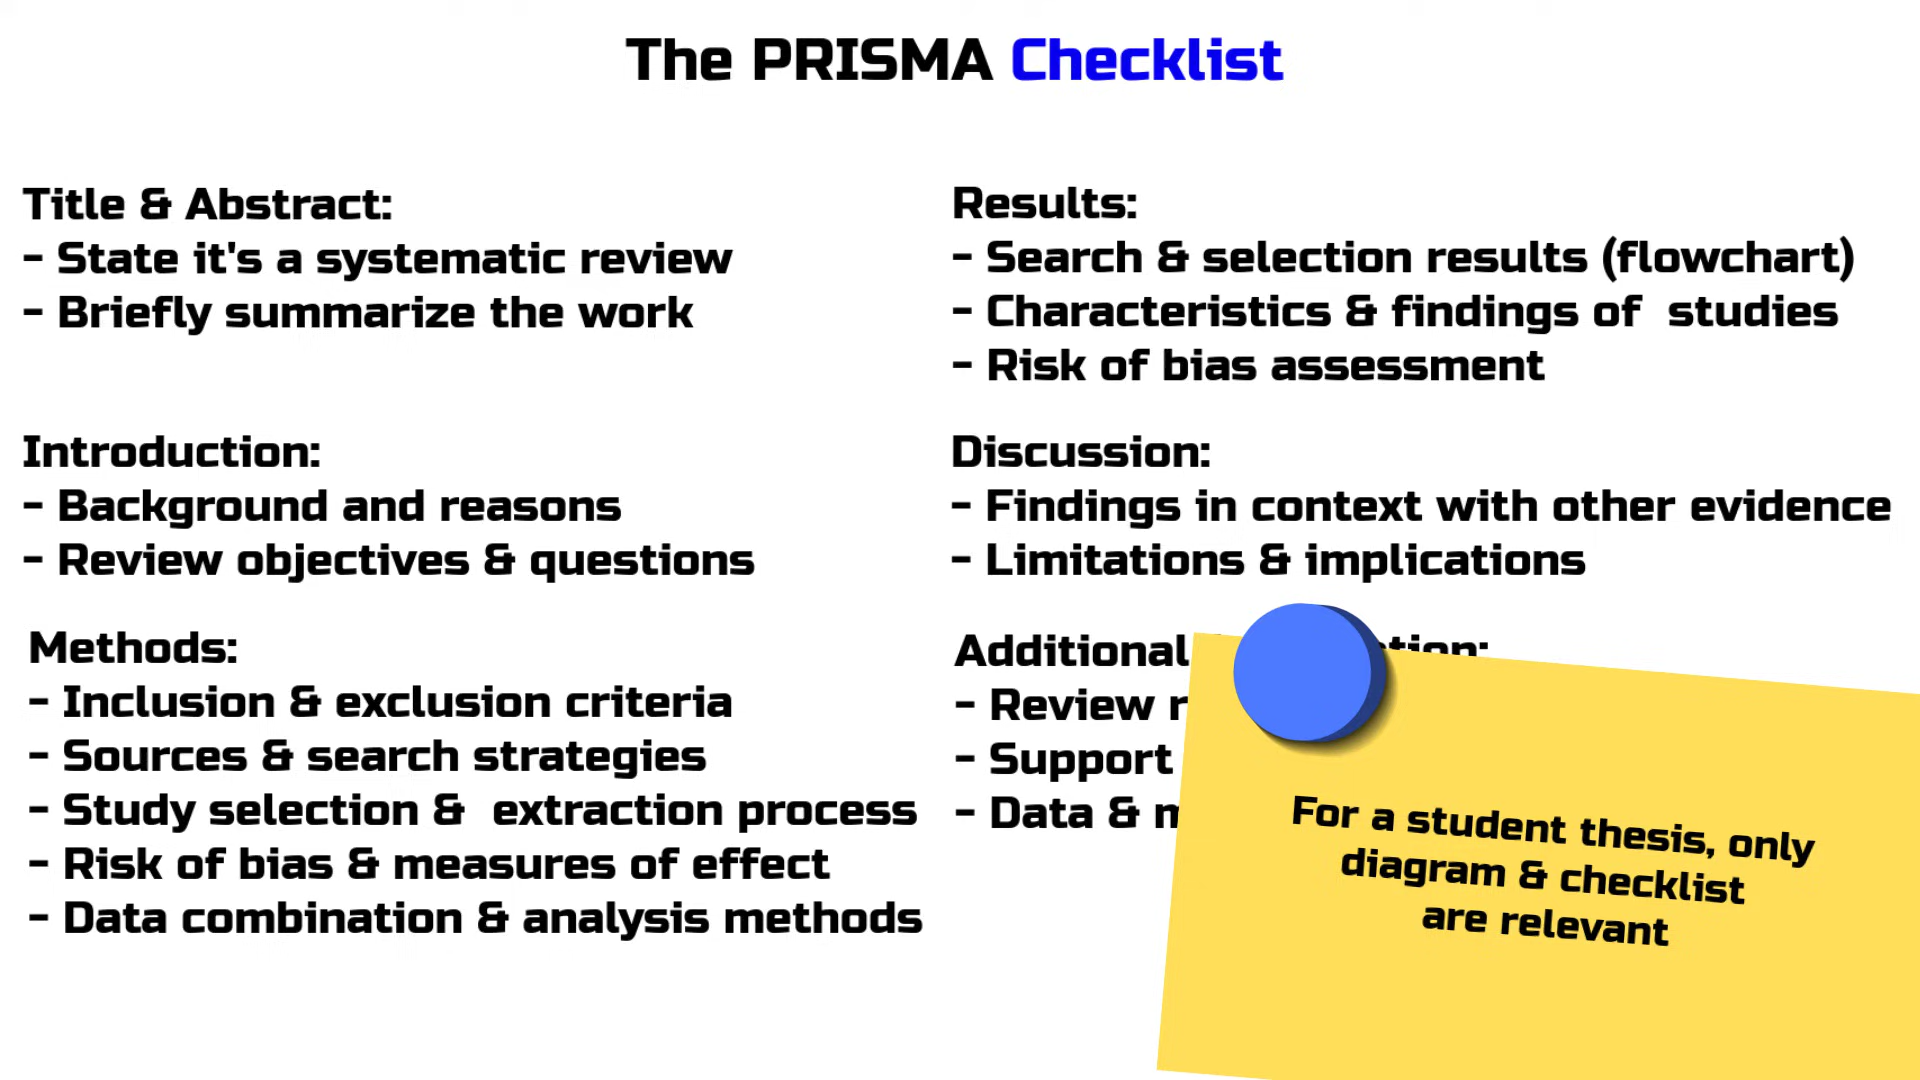 The PRISMA Checklist
Title & Abstract:
- State it's a systematic review
- Briefly summarize the work
Introduction:
- Background and reasons
- Review objectives & questions
Methods:
- Inclusion & exclusion criteria
- Sources & search strategies
- Study selection & extraction process
- Risk of bias & measures of effect
- Data combination & analysis methods
Results:
- Search & selection results (flowchart)
- Characteristics & findings of studies
- Risk of bias assessment
Discussion:
- Findings in context with other evidence
- Limitations & implications
Additional
- Review
- Support
- Data &
For a student thesis, only
diagram & checklist
are relevant